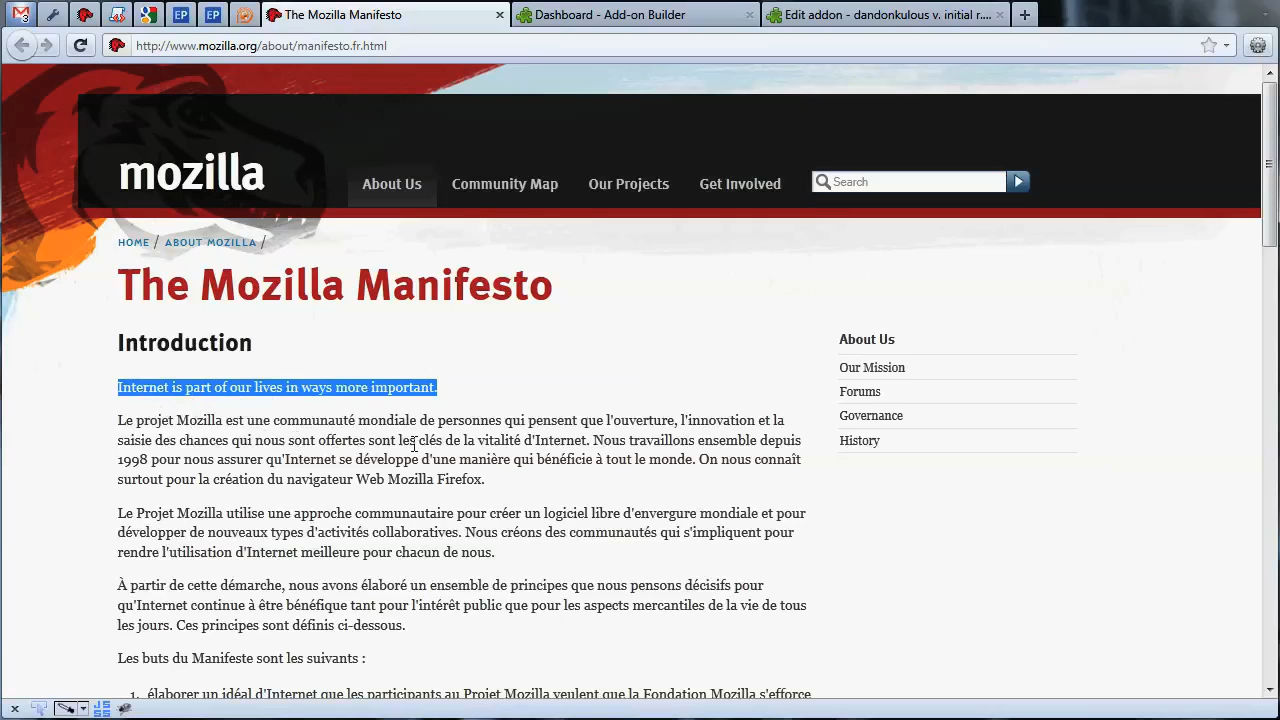 3
EP
EP
The Mozilla Manifesto
Dashboard - Add-on Builder
Edit addon - dandonkulous v. initial r....
http://www.mozilla.org/about/manifesto.fr.html
mozilla
About Us
Community Map
Our Projects
Get Involved
Search
HOME / ABOUT MOZILLA /
The Mozilla Manifesto
Introduction
Internet is part of our lives in ways more important.
Le projet Mozilla est une communauté mondiale de personnes qui pensent que l'ouverture, l'innovation et la
saisie des chances qui nous sont offertes sont les clés de la vitalité d'Internet. Nous travaillons ensemble depuis
1998 pour nous assurer qu'Internet se développe d'une manière qui bénéficie à tout le monde. On nous connaît
surtout pour la création du navigateur Web Mozilla Firefox.
Le Projet Mozilla utilise une approche communautaire pour créer un logiciel libre d'envergure mondiale et pour
développer de nouveaux types d'activités collaboratives. Nous créons des communautés qui s'impliquent pour
rendre l'utilisation d'Internet meilleure pour chacun de nous.
À partir de cette démarche, nous avons élaboré un ensemble de principes que nous pensons décisifs pour
qu'Internet continue à être bénéfique tant pour l'intérêt public que pour les aspects mercantiles de la vie de tous
les jours. Ces principes sont définis ci-dessous.
Les buts du Manifeste sont les suivants :
1. élaborer un idéal d'Internet que les participants au Projet Mozilla veulent que la Fondation Mozilla s'efforce
About Us
Our Mission
Forums
Governance
History